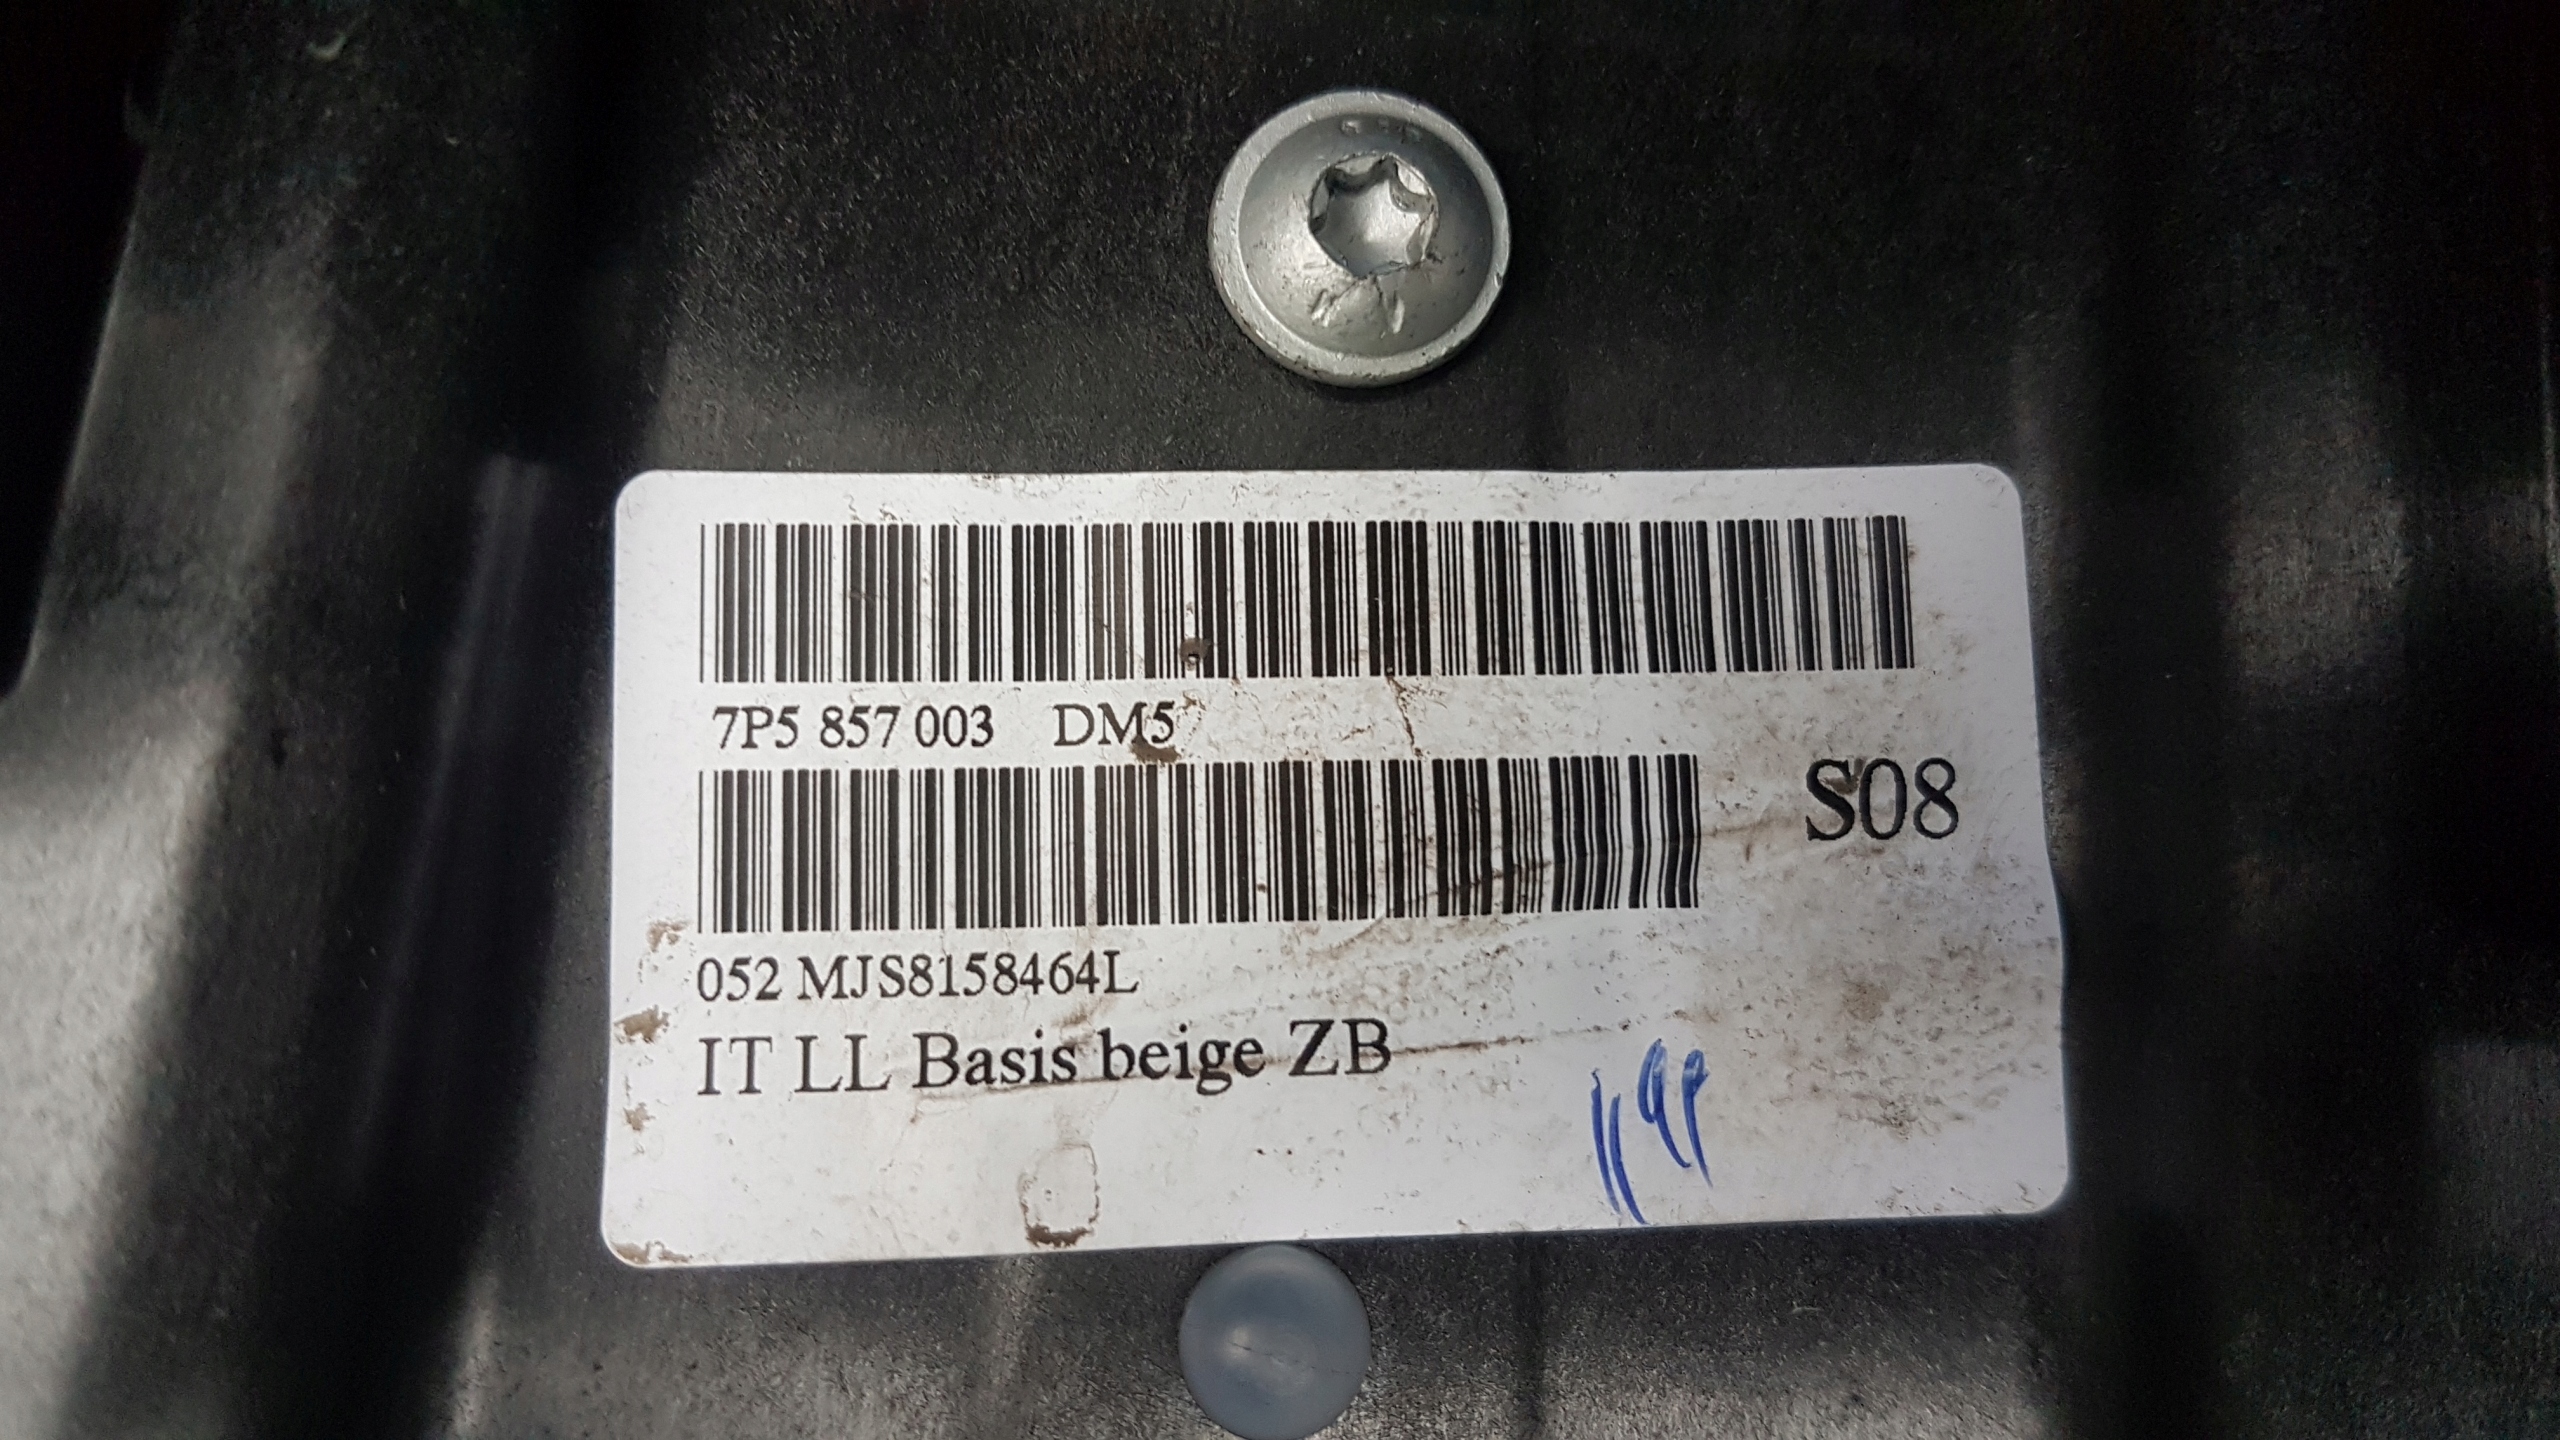 7P5 857 003 DM5
S08
052 MJS8158464L
IT LL Basis beige ZB